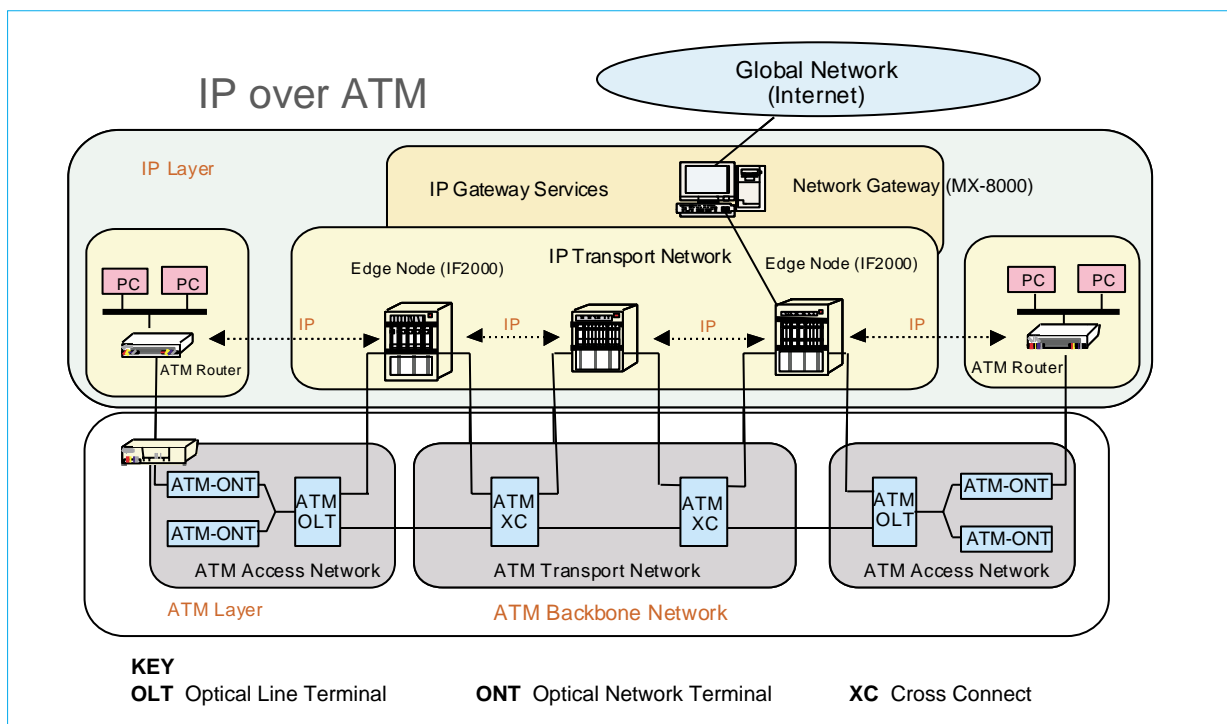 IP over ATM
Global Network
(Internet)
IP Layer
IP Gateway Services
Network Gateway (MX-8000)
IP Transport Network
Edge Node (IF2000)
Edge Node (IF2000)
PC
PC
PC
PC
IP
IP
IP
IP
ATM Router
ATM Router
ATM-ONT
ATM-ONT
ATM
OLT
ATM
XC
ATM
XC
ATM
OLT
ATM-ONT
ATM-ONT
ATM Access Network
ATM Transport Network
ATM Access Network
ATM Layer
ATM Backbone Network
KEY
OLT Optical Line Terminal
ONT Optical Network Terminal
XC Cross Connect